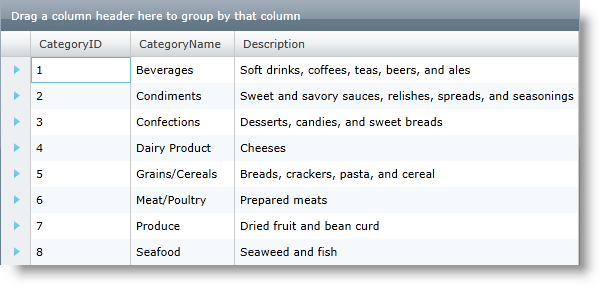 Drag a column header here to group by that column
CategoryID CategoryName Description
1 Beverages Soft drinks, coffees, teas, beers, and ales
2 Condiments Sweet and savory sauces, relishes, spreads, and seasonings
3 Confections Desserts, candies, and sweet breads
4 Dairy Product Cheeses
5 Grains/Cereals Breads, crackers, pasta, and cereal
6 Meat/Poultry Prepared meats
7 Produce Dried fruit and bean curd
8 Seafood Seaweed and fish